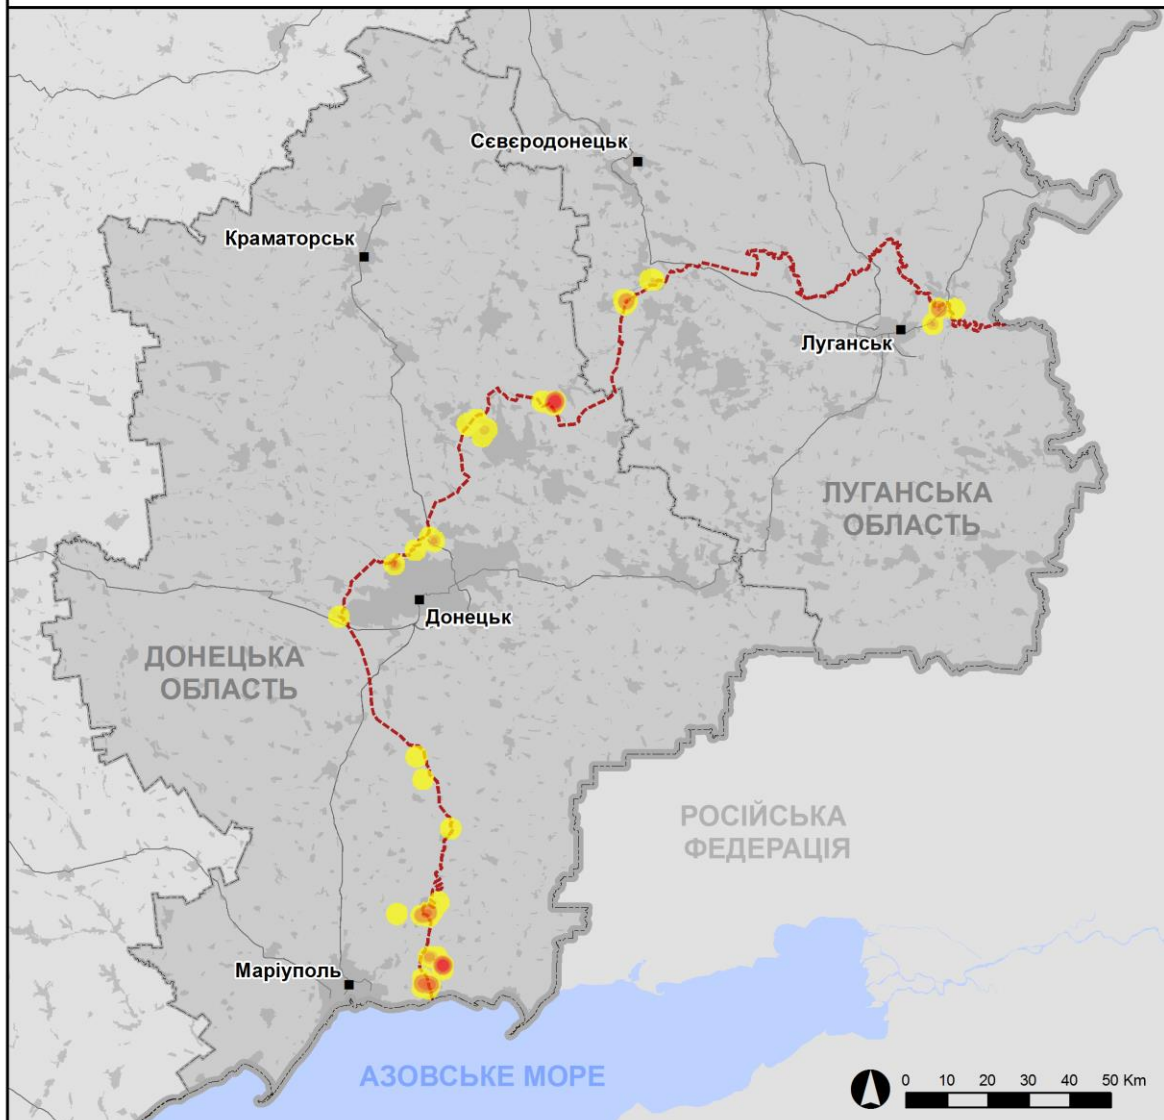 Сєвєродонецьк
Краматорськ
Луганськ
ЛУГАНСЬКА
ОБЛАСТЬ
Донецьк
ДОНЕЦЬКА
ОБЛАСТЬ
РОСІЙСЬКА
ФЕДЕРАЦІЯ
Маріуполь
АЗОВСЬКЕ МОРЕ
0 10 20 30 40 50 Km